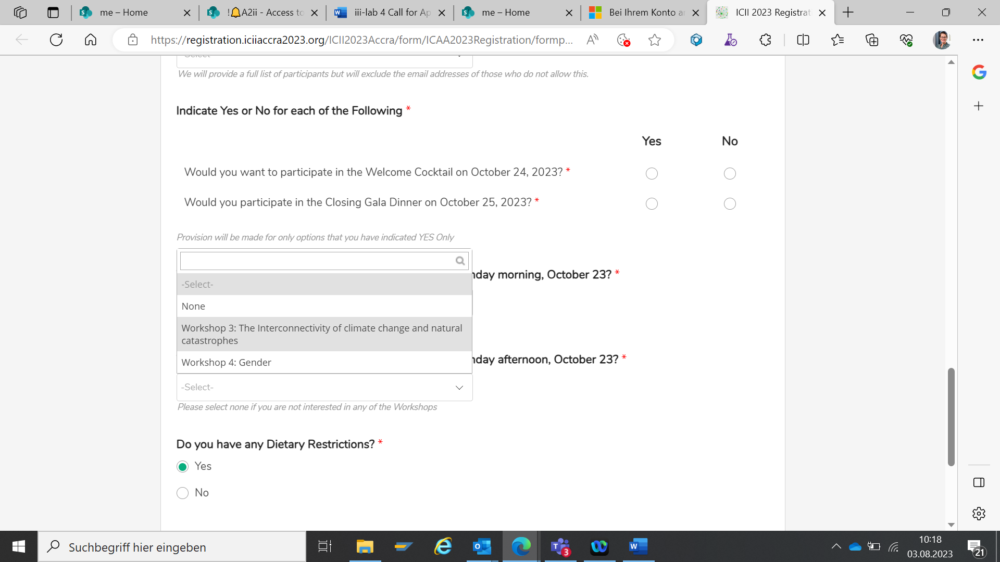 me – Home
!🔔A2ii - Access to
iii-lab 4 Call for Ap
me – Home
Bei Ihrem Konto a
ICII 2023 Registrat
https://registration.iciiaccra2023.org/ICII2023Accra/form/ICAA2023Registration/formp...
-Select-
We will provide a full list of participants but will exclude the email addresses of those who do not allow this.
Indicate Yes or No for each of the Following *
Yes No
Would you want to participate in the Welcome Cocktail on October 24, 2023? *
Would you participate in the Closing Gala Dinner on October 25, 2023? *
Provision will be made for only options that you have indicated YES Only
nday morning, October 23? *
-Select-
None
Workshop 3: The Interconnectivity of climate change and natural
catastrophes
Workshop 4: Gender
nday afternoon, October 23? *
-Select-
Please select none if you are not interested in any of the Workshops
Do you have any Dietary Restrictions? *
Yes
No
Suchbegriff hier eingeben
3
10:18
03.08.2023
21